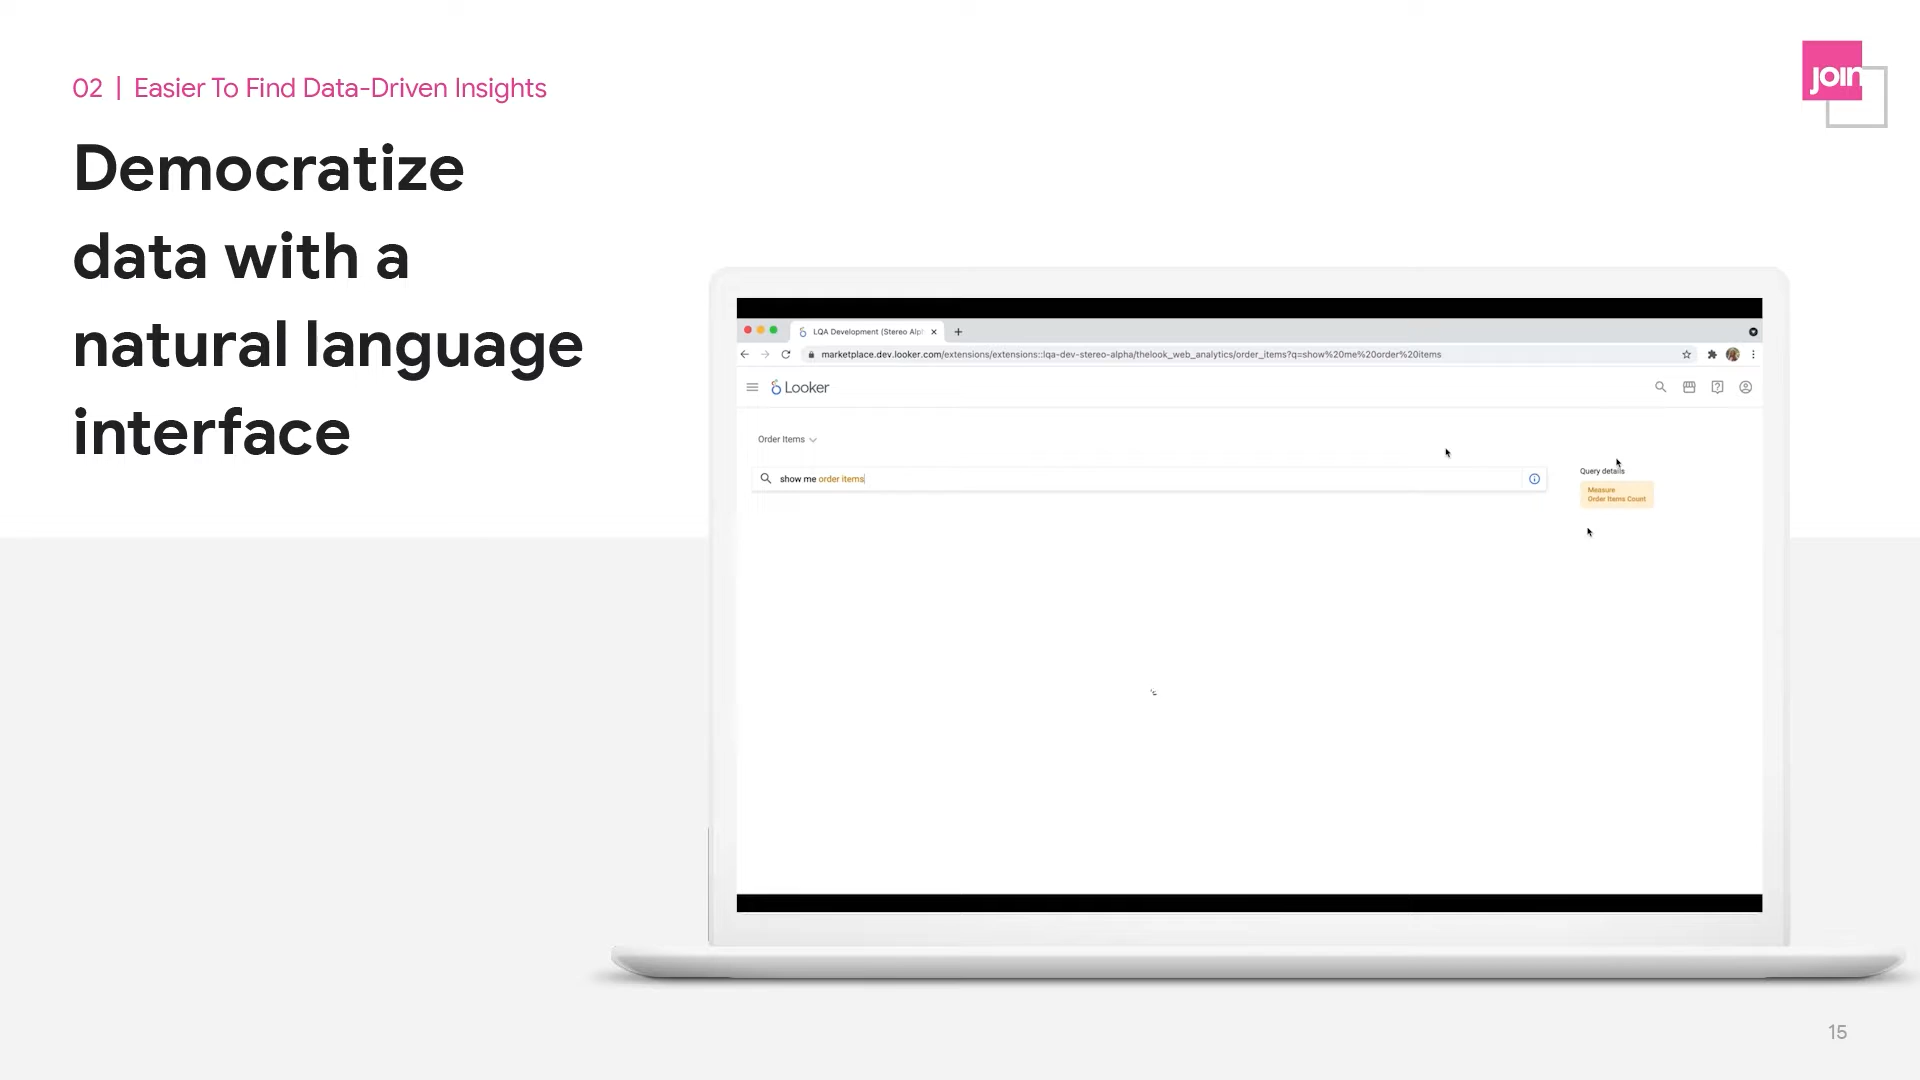 02 | Easier To Find Data-Driven Insights
join
Democratize
data with a
natural language
interface
LQA Development (Stereo Alph
marketplace.dev.looker.com/extensions/extensions::lqa-dev-stereo-alpha/thelook_web_analytics/order_items?q=show%20me%20order%20items
Looker
Order Items
show me order items
Query details
Measure
Order Items Count
15